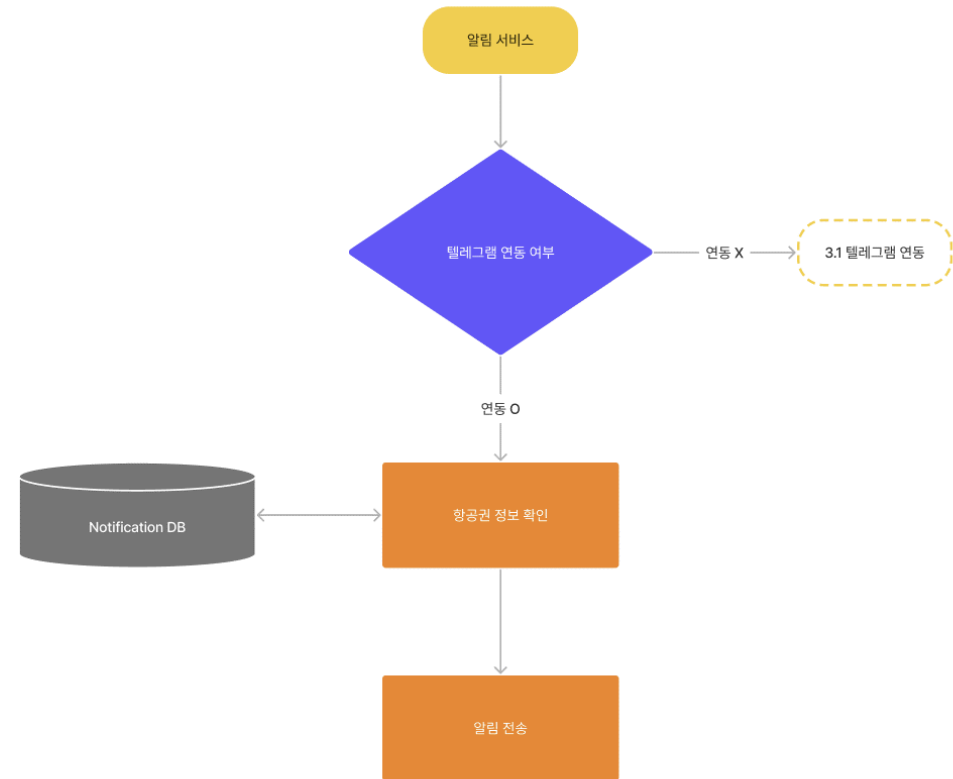 알림 서비스
텔레그램 연동 여부
연동 X
3.1 텔레그램 연동
연동 O
Notification DB
항공권 정보 확인
알림 전송